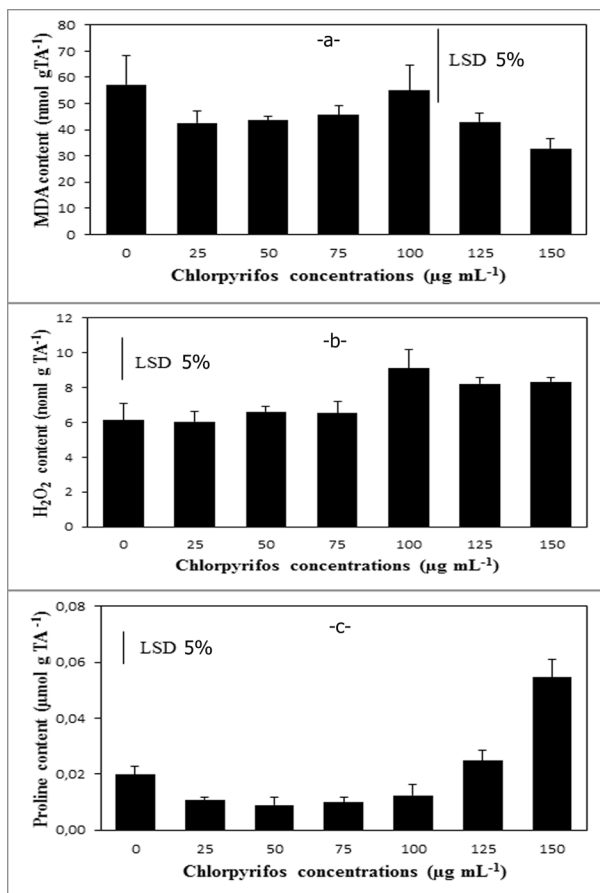 -a-
LSD 5%
MDA content (nmol gTA-1)
80
70
60
50
40
30
20
10
0
0 25 50 75 100 125 150
Chlorpyrifos concentrations (µg mL-1)
-b-
LSD 5%
H2O2 content (noml g TA-1)
12
10
8
6
4
2
0
0 25 50 75 100 125 150
Chlorpyrifos concentrations (µg mL-1)
-c-
LSD 5%
Proline content (µmol g TA -1)
0,08
0,06
0,04
0,02
0,00
0 25 50 75 100 125 150
Chlorpyrifos concentrations (µg mL-1)